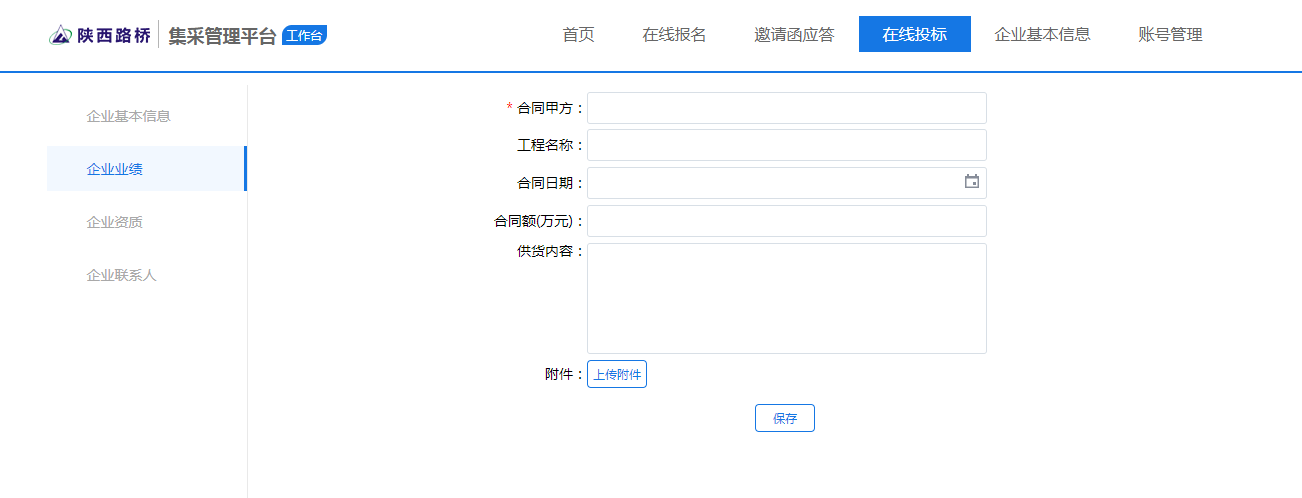 陕西路桥 集采管理平台 工作台 首页 在线报名 邀请函应答 在线投标 企业基本信息 账号管理
企业基本信息
企业业绩
企业资质
企业联系人
* 合同甲方：
工程名称：
合同日期：
合同额(万元)：
供货内容：
附件： 上传附件
保存